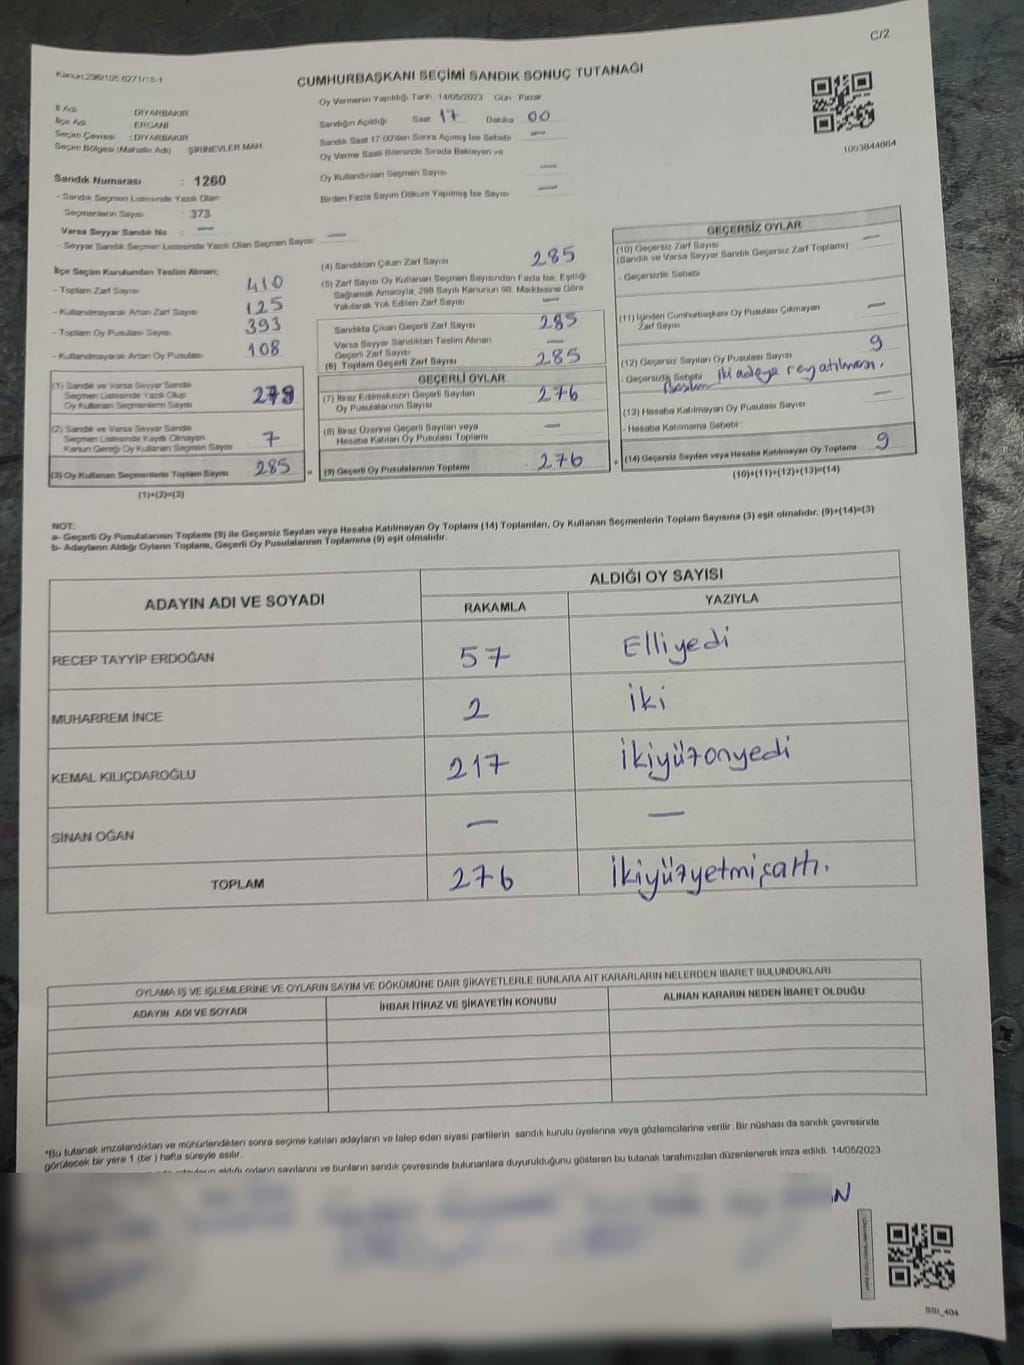 C/2
Kanun:298/105,6271/18-1
CUMHURBAŞKANI SEÇİMİ SANDIK SONUÇ TUTANAĞI
İl Adı : DİYARBAKIR
İlçe Adı : ERGANİ
Seçim Çevresi : DİYARBAKIR
Seçim Bölgesi (Mahalle Adı) ŞİRİNEVLER MAH.
Oy Vermenin Yapıldığı Tarih 14/05/2023 Gün : Pazar
Sandığın Açıldığı Saat 17 Dakika 00
Sandık Saat 17:00'den Sonra Açılmış İse Sebebi —
Oy Verme Saati Bitiminde Sırada Bekleyen ve
Oy Kullandırılan Seçmen Sayısı —
Birden Fazla Sayım Döküm Yapılmış İse Sayısı —
1093844864
Sandık Numarası : 1260
- Sandık Seçmen Listesinde Yazılı Olan
Seçmenlerin Sayısı : 373
Varsa Seyyar Sandık No : —
- Seyyar Sandık Seçmen Listesinde Yazılı Olan Seçmen Sayısı: —
İlçe Seçim Kurulundan Teslim Alınan;
- Toplam Zarf Sayısı 410
- Kullanılmayarak Artan Zarf Sayısı 125
- Toplam Oy Pusulası Sayısı 393
- Kullanılmayarak Artan Oy Pusulası 108
(1) Sandık ve Varsa Seyyar Sandık
Seçmen Listesinde Yazılı Olup
Oy Kullanan Seçmenlerin Sayısı
(2) Sandık ve Varsa Seyyar Sandık
Seçmen Listesinde Kayıtlı Olmayan
Kanun Gereği Oy Kullanan Seçmen Sayısı 7
(3) Oy Kullanan Seçmenlerin Toplam Sayısı 285
(1)+(2)=(3)
(4) Sandıktan Çıkan Zarf Sayısı 285
(5) Zarf Sayısı Oy Kullanan Seçmen Sayısından Fazla İse, Eşitliği
Sağlamak Amacıyla, 298 Sayılı Kanunun 98. Maddesine Göre
Yakılarak Yok Edilen Zarf Sayısı —
Sandıkta Çıkan Geçerli Zarf Sayısı 285
Varsa Seyyar Sandıktan Teslim Alınan
Geçerli Zarf Sayısı —
(6) Toplam Geçerli Zarf Sayısı 285
GEÇERLİ OYLAR
(7) İtiraz Edilmeksizin Geçerli Sayılan
Oy Pusulalarının Sayısı 276
(8) İtiraz Üzerine Geçerli Sayılan veya
Hesaba Katılan Oy Pusulası Toplamı —
= (9) Geçerli Oy Pusulalarının Toplamı 276
GEÇERSİZ OYLAR
(10) Geçersiz Zarf Sayısı —
(Sandık ve Varsa Seyyar Sandık Geçersiz Zarf Toplamı)
- Geçersizlik Sebebi
(11) İçinden Cumhurbaşkanı Oy Pusulası Çıkmayan
Zarf Sayısı —
(12) Geçersiz Sayılan Oy Pusulası Sayısı 9
- Geçersizlik Sebebi iki adaya rey atılması.
(13) Hesaba Katılmayan Oy Pusulası Sayısı —
- Hesaba Katılmama Sebebi :
+ (14) Geçersiz Sayılan veya Hesaba Katılmayan Oy Toplamı 9
(10)+(11)+(12)+(13)=(14)
NOT:
a- Geçerli Oy Pusulalarının Toplamı (9) ile Geçersiz Sayılan veya Hesaba Katılmayan Oy Toplamı (14) Toplamları, Oy Kullanan Seçmenlerin Toplam Sayısına (3) eşit olmalıdır. (9)+(14)=(3)
b- Adayların Aldığı Oyların Toplamı, Geçerli Oy Pusulalarının Toplamına (9) eşit olmalıdır.
ADAYIN ADI VE SOYADI ALDIĞI OY SAYISI
RAKAMLA YAZIYLA
RECEP TAYYİP ERDOĞAN 57 Elliyedi
MUHARREM İNCE 2 iki
KEMAL KILIÇDAROĞLU 217 ikiyüzonyedi
SİNAN OĞAN — —
TOPLAM 276 ikiyüzyetmişaltı.
OYLAMA İŞ VE İŞLEMLERİNE VE OYLARIN SAYIM VE DÖKÜMÜNE DAİR ŞİKAYETLERLE BUNLARA AİT KARARLARIN NELERDEN İBARET BULUNDUKLARI
ADAYIN ADI VE SOYADI İHBAR İTİRAZ VE ŞİKAYETİN KONUSU ALINAN KARARIN NEDEN İBARET OLDUĞU
*Bu tutanak imzalandıktan ve mühürlendikten sonra seçime katılan adayların ve talep eden siyasi partilerin sandık kurulu üyelerine veya gözlemcilerine verilir .Bir nüshası da sandık çevresinde
görülecek bir yere 1 (bir ) hafta süreyle asılır.
adayların aldığı oyların sayılarını ve bunların sandık çevresinde bulunanlara duyurulduğunu gösteren bu tutanak tarafımızdan düzenlenerek imza edildi. 14/05/2023
SSI_404